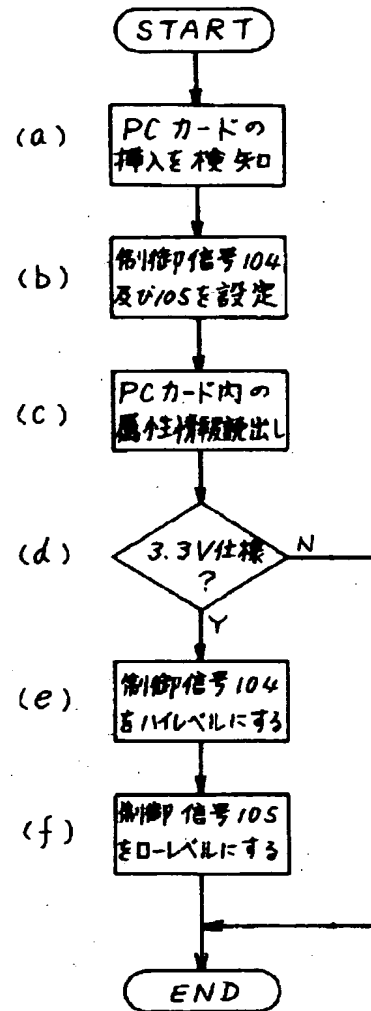 START
(a)
PCカードの
挿入を検知
(b)
制御信号104
及び105を設定
(c)
PCカード内の
属性情報読出し
(d)
3.3V仕様
?
N
Y
(e)
制御信号104
をハイレベルにする
(f)
制御信号105
をローレベルにする
END